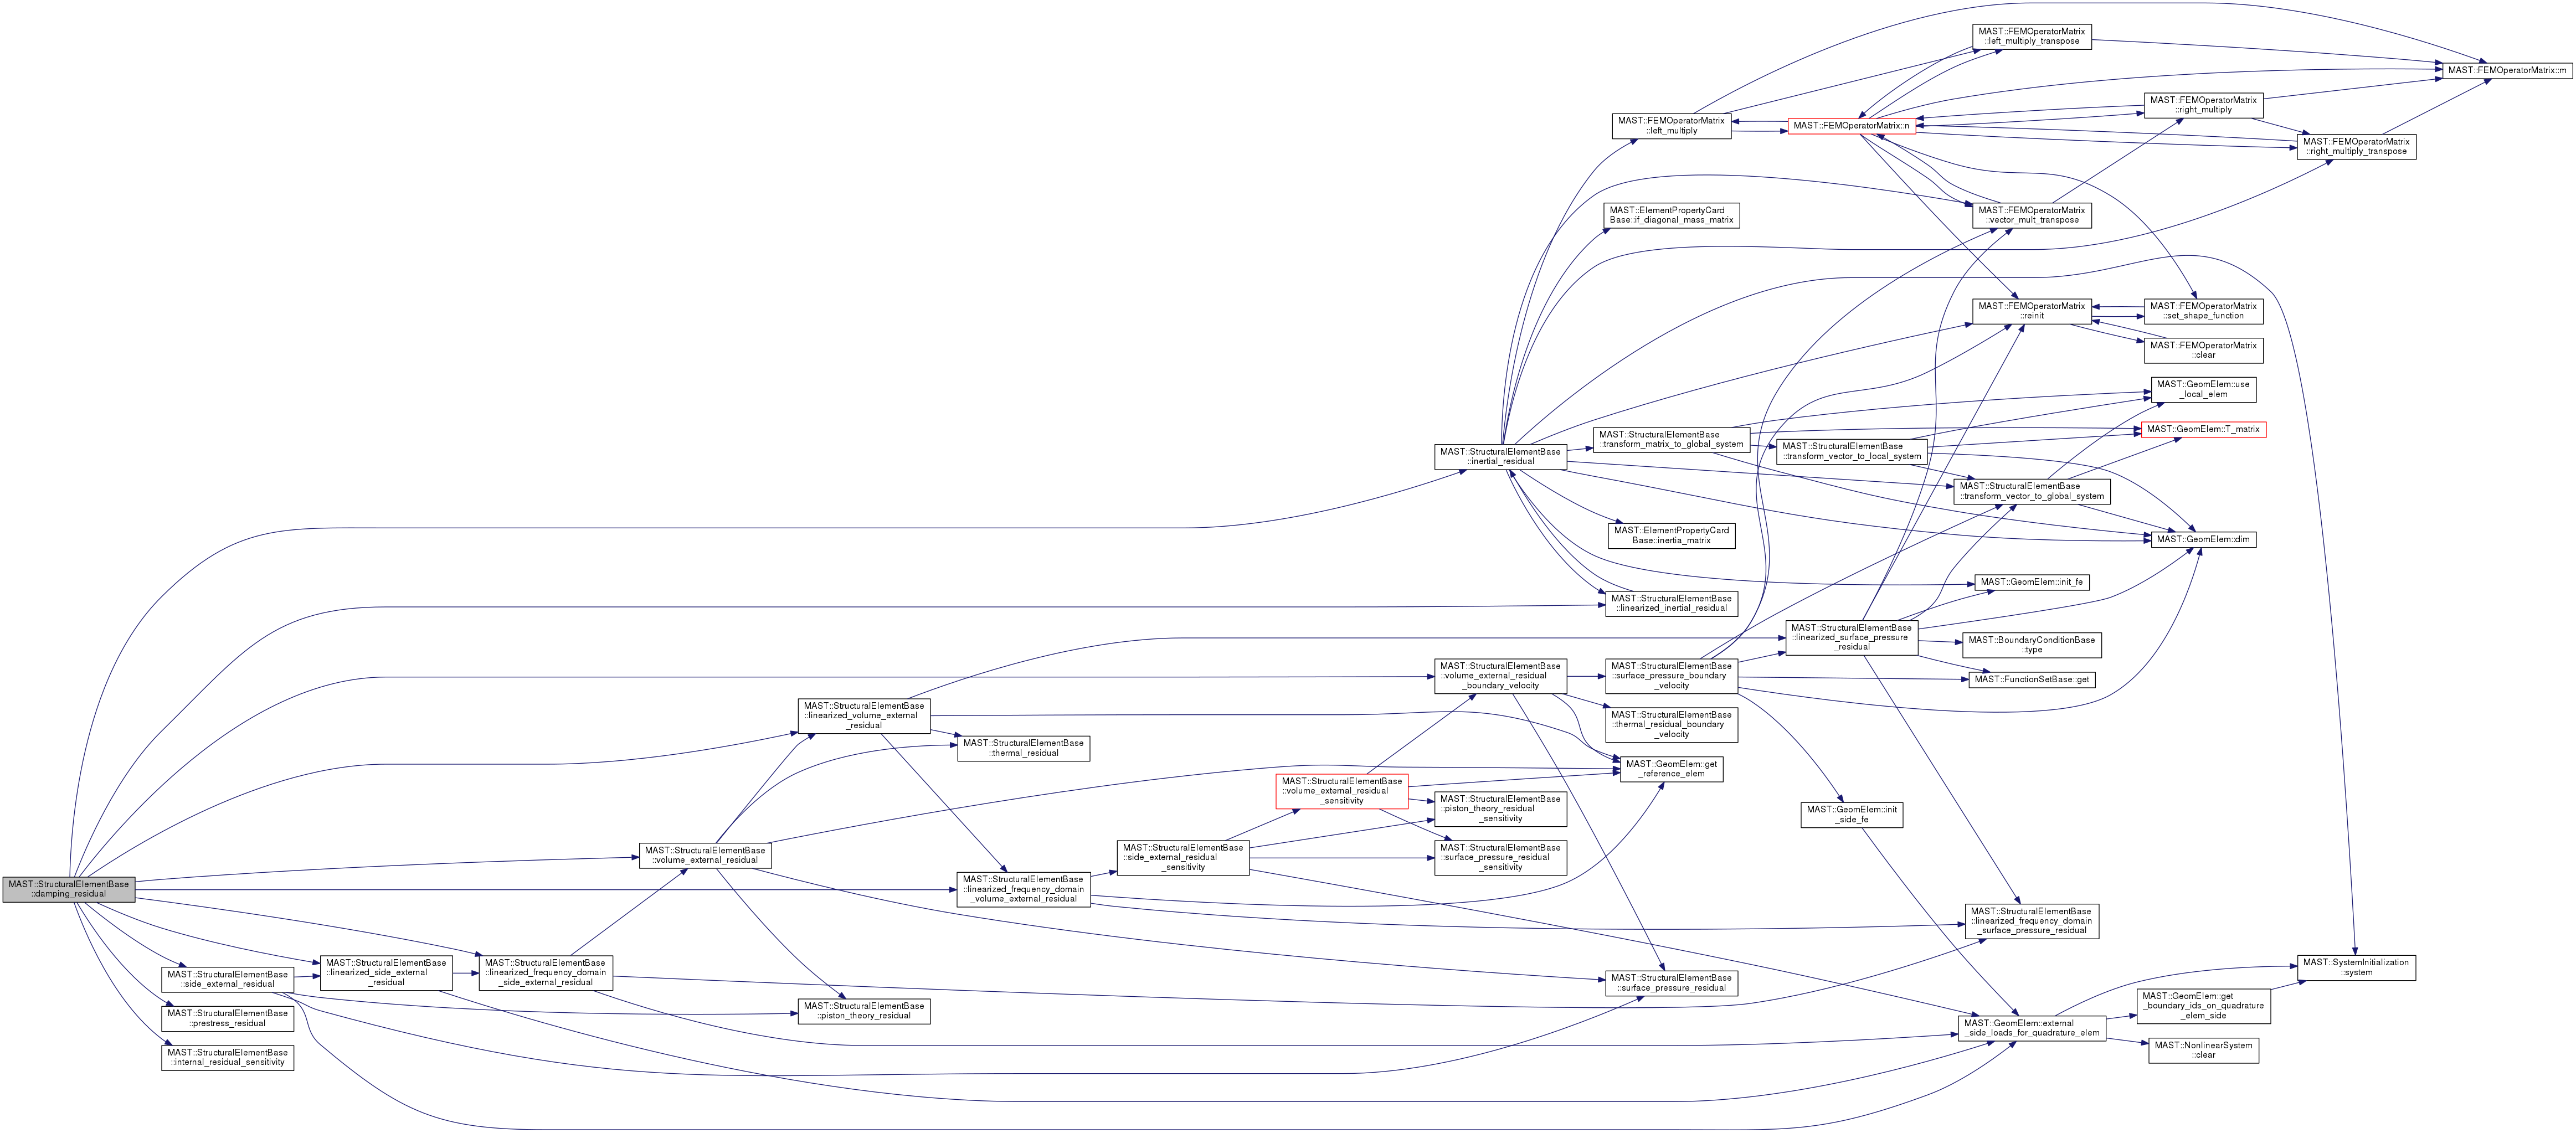 MAST::StructuralElementBase
::damping_residual
MAST::StructuralElementBase
::side_external_residual
MAST::StructuralElementBase
::prestress_residual
MAST::StructuralElementBase
::internal_residual_sensitivity
MAST::StructuralElementBase
::linearized_side_external
_residual
MAST::StructuralElementBase
::linearized_frequency_domain
_side_external_residual
MAST::StructuralElementBase
::volume_external_residual
MAST::StructuralElementBase
::linearized_volume_external
_residual
MAST::StructuralElementBase
::piston_theory_residual
MAST::StructuralElementBase
::thermal_residual
MAST::StructuralElementBase
::linearized_frequency_domain
_volume_external_residual
MAST::StructuralElementBase
::side_external_residual
_sensitivity
MAST::StructuralElementBase
::volume_external_residual
_sensitivity
MAST::StructuralElementBase
::inertial_residual
MAST::StructuralElementBase
::volume_external_residual
_boundary_velocity
MAST::StructuralElementBase
::piston_theory_residual
_sensitivity
MAST::StructuralElementBase
::surface_pressure_residual
_sensitivity
MAST::FEMOperatorMatrix
::left_multiply
MAST::ElementPropertyCard
Base::if_diagonal_mass_matrix
MAST::StructuralElementBase
::transform_matrix_to_global_system
MAST::ElementPropertyCard
Base::inertia_matrix
MAST::StructuralElementBase
::linearized_inertial_residual
MAST::StructuralElementBase
::surface_pressure_boundary
_velocity
MAST::StructuralElementBase
::thermal_residual_boundary
_velocity
MAST::GeomElem::get
_reference_elem
MAST::StructuralElementBase
::surface_pressure_residual
MAST::FEMOperatorMatrix::n
MAST::StructuralElementBase
::transform_vector_to_local_system
MAST::StructuralElementBase
::linearized_surface_pressure
_residual
MAST::GeomElem::init
_side_fe
MAST::FEMOperatorMatrix
::left_multiply_transpose
MAST::FEMOperatorMatrix
::vector_mult_transpose
MAST::FEMOperatorMatrix
::reinit
MAST::StructuralElementBase
::transform_vector_to_global_system
MAST::GeomElem::init_fe
MAST::BoundaryConditionBase
::type
MAST::FunctionSetBase::get
MAST::StructuralElementBase
::linearized_frequency_domain
_surface_pressure_residual
MAST::GeomElem::external
_side_loads_for_quadrature_elem
MAST::FEMOperatorMatrix
::right_multiply
MAST::FEMOperatorMatrix
::set_shape_function
MAST::FEMOperatorMatrix
::clear
MAST::GeomElem::use
_local_elem
MAST::GeomElem::T_matrix
MAST::GeomElem::dim
MAST::GeomElem::get
_boundary_ids_on_quadrature
_elem_side
MAST::NonlinearSystem
::clear
MAST::FEMOperatorMatrix
::right_multiply_transpose
MAST::SystemInitialization
::system
MAST::FEMOperatorMatrix::m